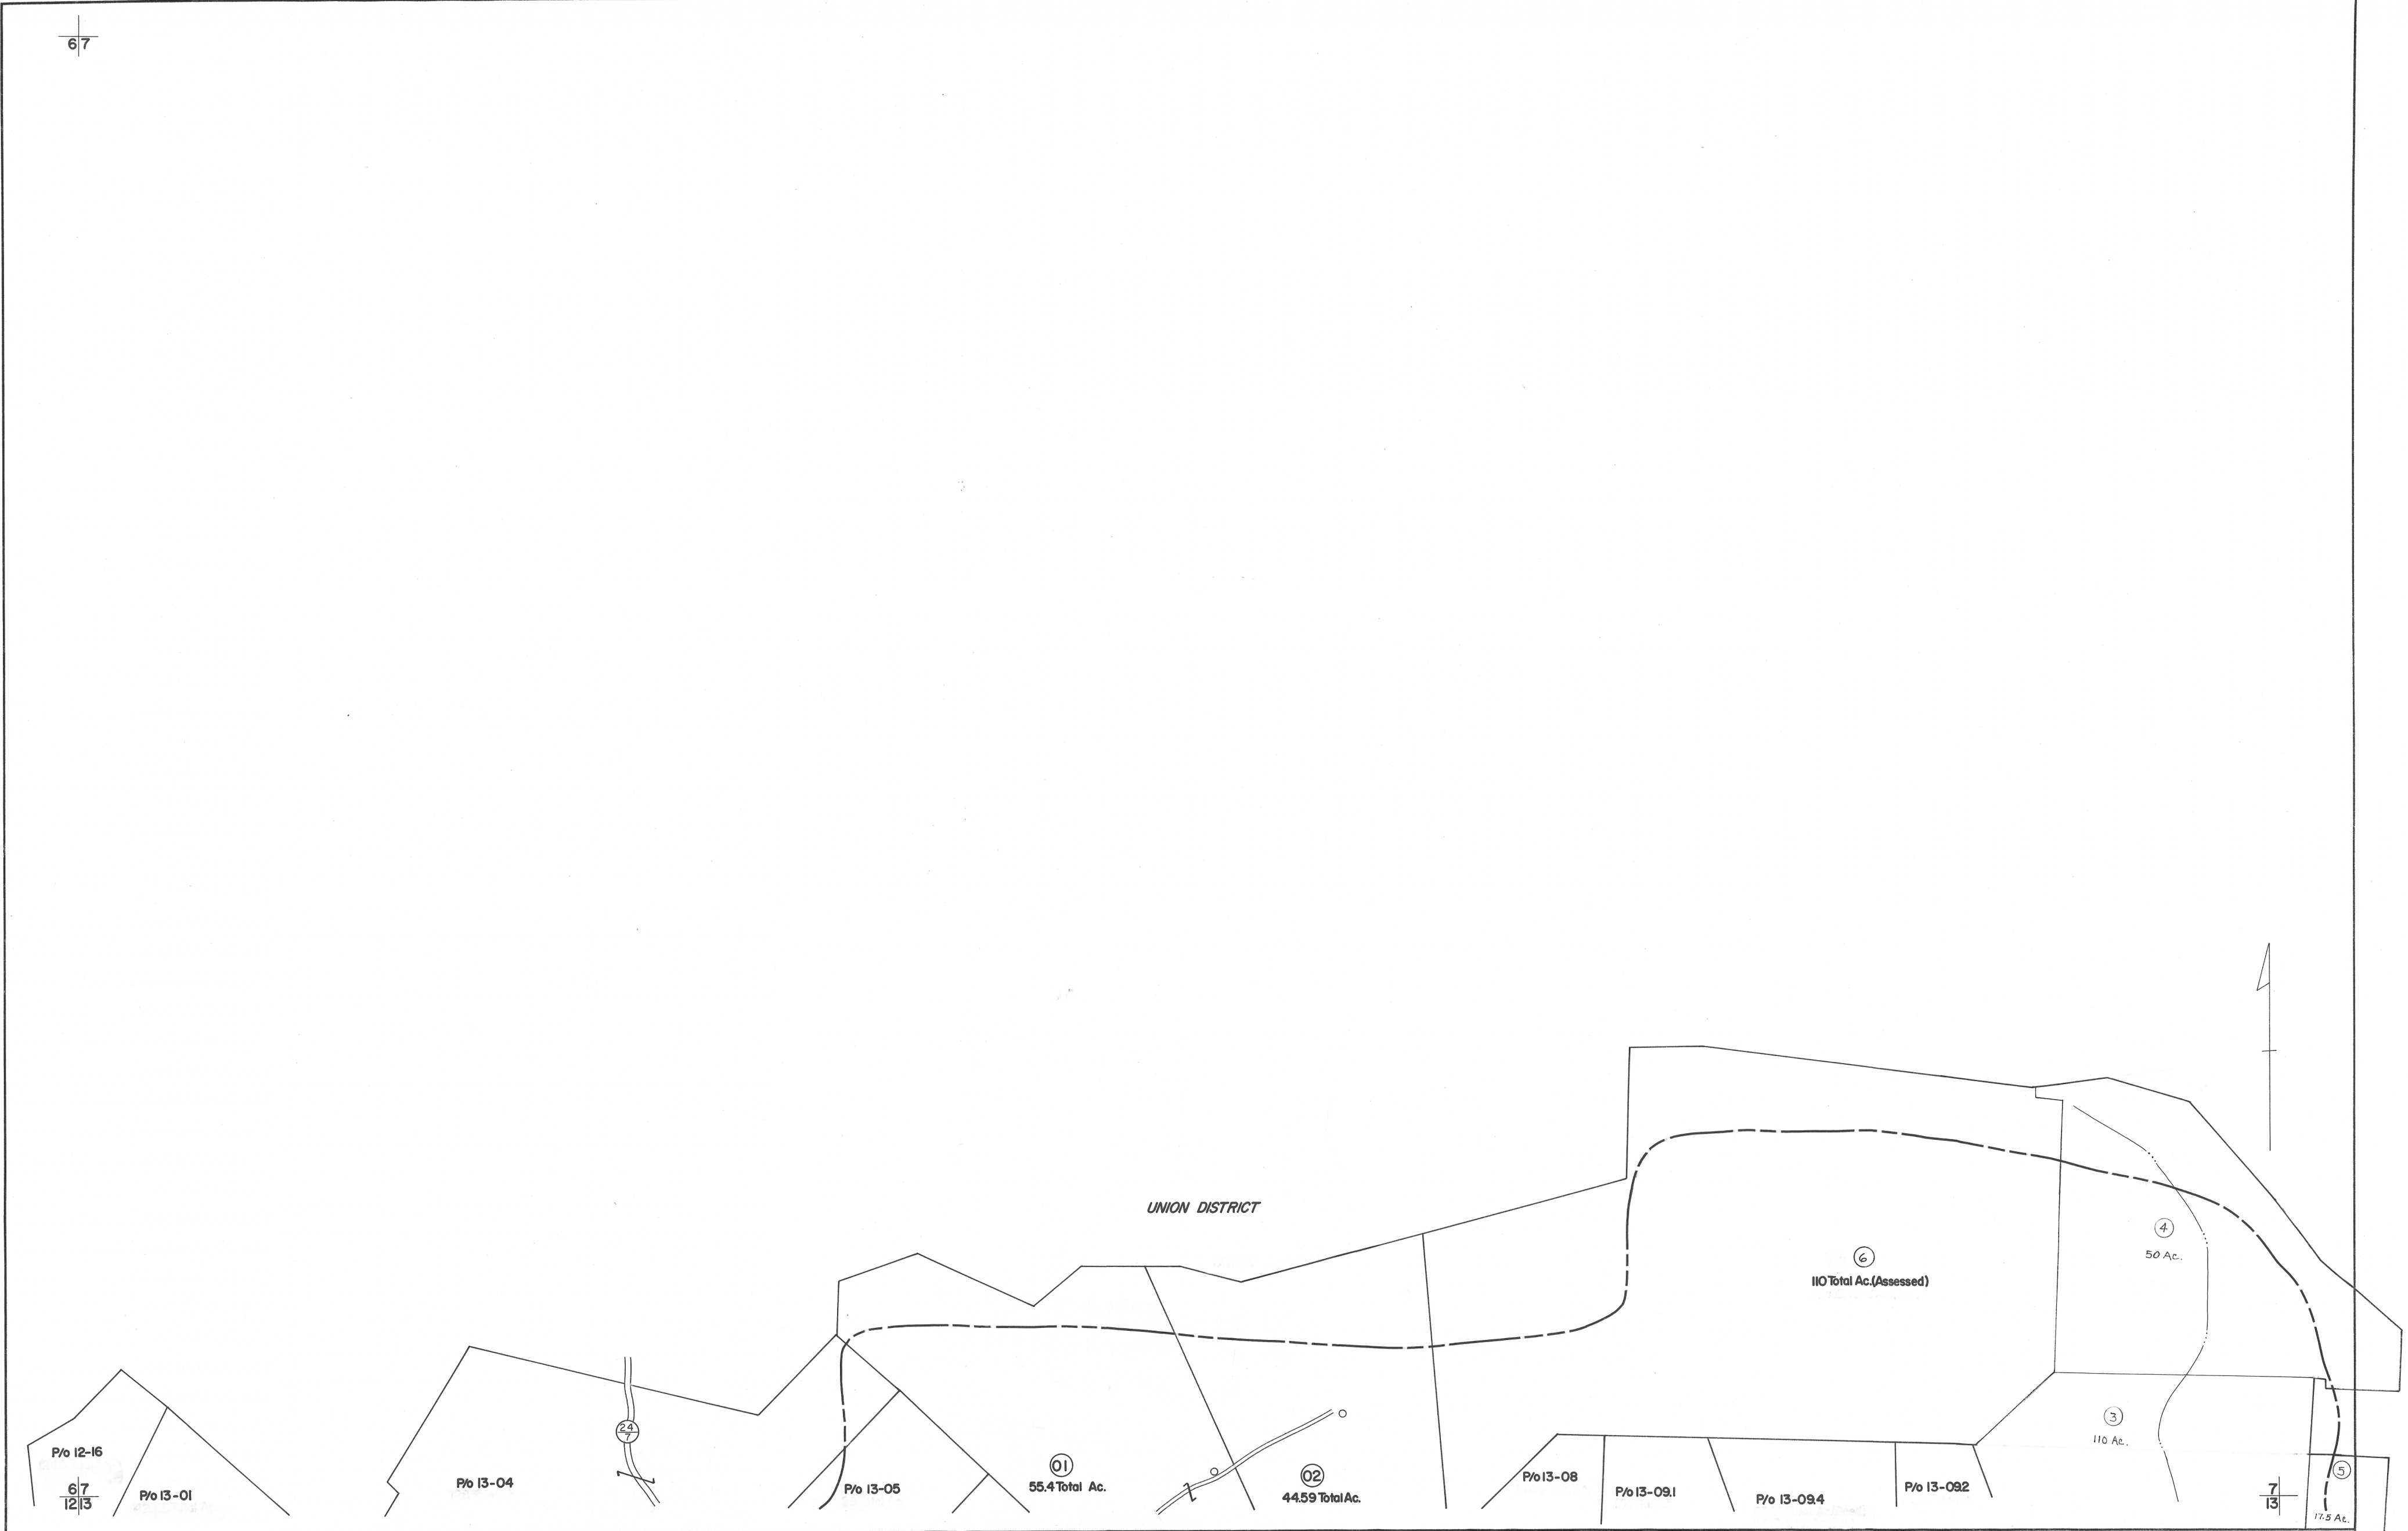 6 7
UNION DISTRICT
4
50 Ac.
6
110 Total Ac.(Assessed)
3
110 Ac.
24
7
P/o 12-16
6 7
12 13
P/o 13-01
P/o 13-04
P/o 13-05
01
55.4 Total Ac.
02
44.59 Total Ac.
P/o 13-08
P/o 13-09.1
P/o 13-09.4
P/o 13-09.2
7
13
5
17.5 Ac.